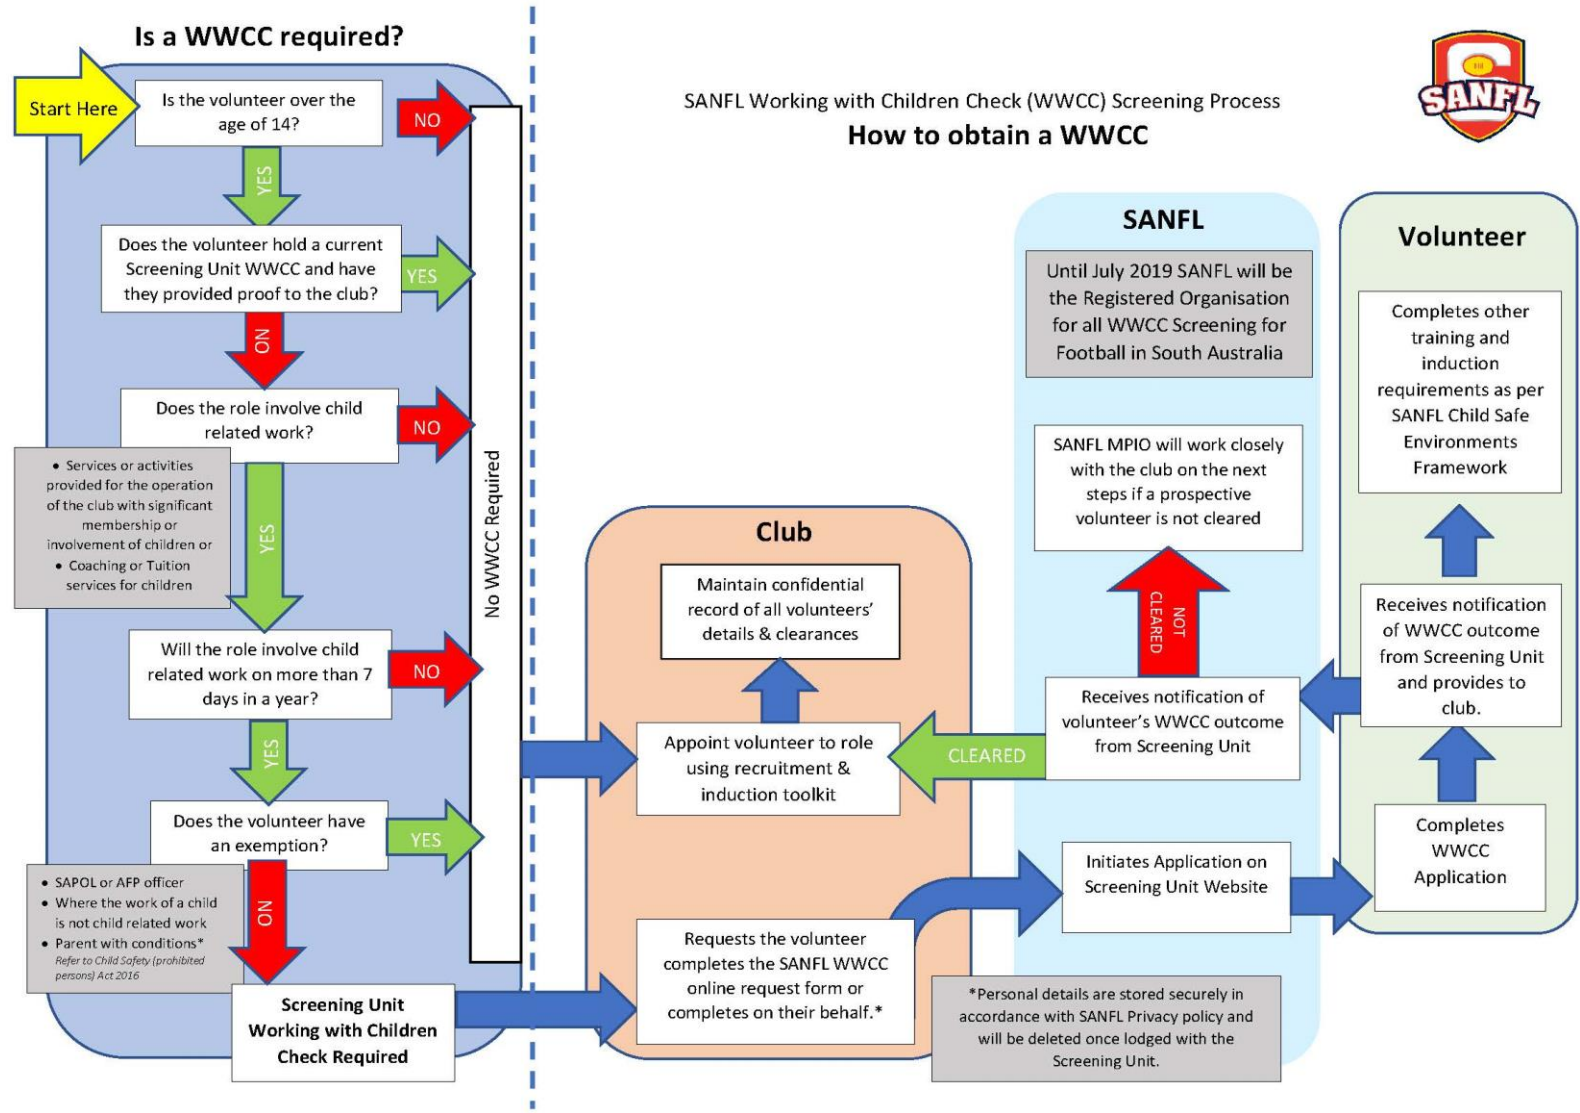 Is a WWCC required?
Start Here
Is the volunteer over the
age of 14?
NO
YES
Does the volunteer hold a current
Screening Unit WWCC and have
they provided proof to the club?
YES
NO
Does the role involve child
related work?
NO
• Services or activities
provided for the operation
of the club with significant
membership or
involvement of children or
• Coaching or Tuition
services for children
YES
Will the role involve child
related work on more than 7
days in a year?
NO
YES
Does the volunteer have
an exemption?
YES
• SAPOL or AFP officer
• Where the work of a child
is not child related work
• Parent with conditions*
Refer to Child Safety (prohibited
persons) Act 2016
NO
Screening Unit
Working with Children
Check Required
No WWCC Required
SANFL Working with Children Check (WWCC) Screening Process
How to obtain a WWCC
SANFL
Club
Maintain confidential
record of all volunteers'
details & clearances
Appoint volunteer to role
using recruitment &
induction toolkit
Requests the volunteer
completes the SANFL WWCC
online request form or
completes on their behalf.*
SANFL
Until July 2019 SANFL will be
the Registered Organisation
for all WWCC Screening for
Football in South Australia
SANFL MPIO will work closely
with the club on the next
steps if a prospective
volunteer is not cleared
NOT
CLEARED
Receives notification of
volunteer's WWCC outcome
from Screening Unit
CLEARED
Initiates Application on
Screening Unit Website
*Personal details are stored securely in
accordance with SANFL Privacy policy and
will be deleted once lodged with the
Screening Unit.
Volunteer
Completes other
training and
induction
requirements as per
SANFL Child Safe
Environments
Framework
Receives notification
of WWCC outcome
from Screening Unit
and provides to
club.
Completes
WWCC
Application